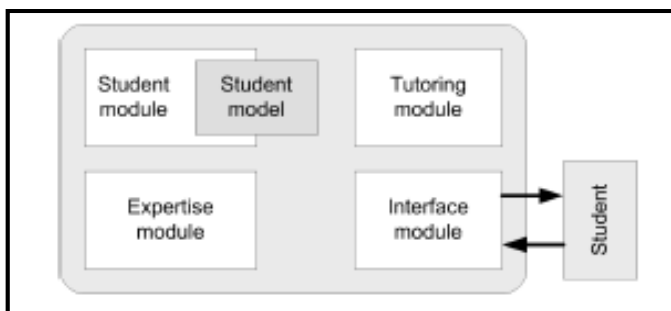 Student
module
Student
model
Tutoring
module
Expertise
module
Interface
module
Student